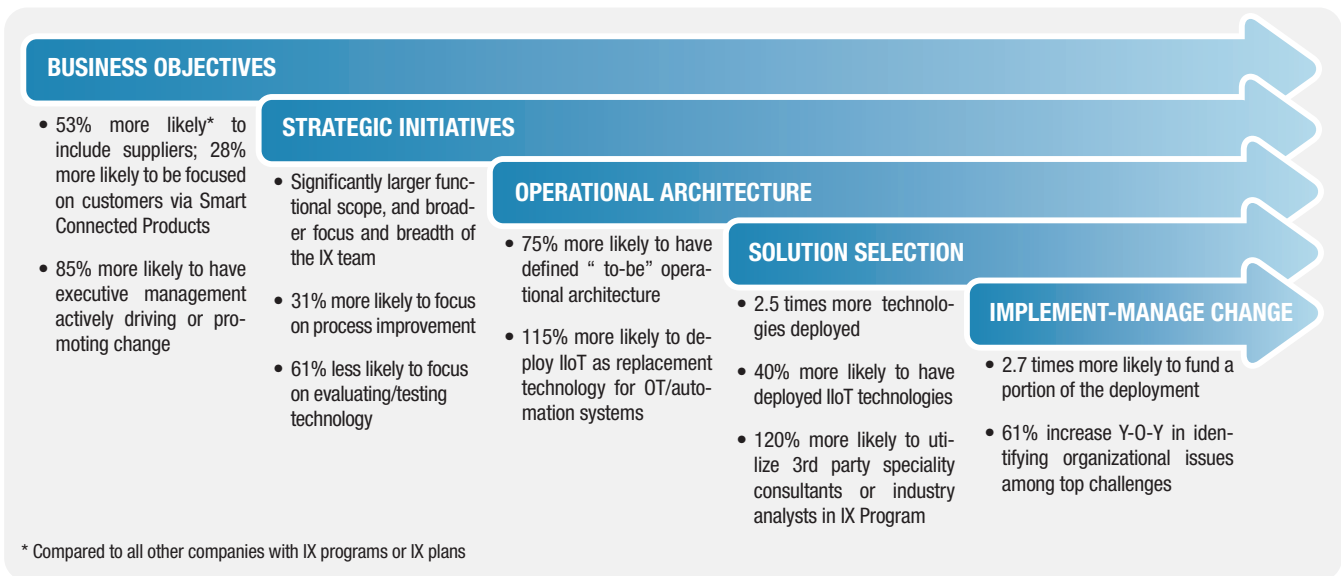 BUSINESS OBJECTIVES
• 53% more likely* to
include suppliers; 28%
more likely to be focused
on customers via Smart
Connected Products
• 85% more likely to have
executive management
actively driving or pro-
moting change
STRATEGIC INITIATIVES
• Significantly larger func-
tional scope, and broad-
er focus and breadth of
the IX team
• 31% more likely to focus
on process improvement
• 61% less likely to focus
on evaluating/testing
technology
OPERATIONAL ARCHITECTURE
• 75% more likely to have
defined “ to-be” opera-
tional architecture
• 115% more likely to de-
ploy IIoT as replacement
technology for OT/auto-
mation systems
SOLUTION SELECTION
• 2.5 times more technolo-
gies deployed
• 40% more likely to have
deployed IIoT technologies
• 120% more likely to uti-
lize 3rd party speciality
consultants or industry
analysts in IX Program
IMPLEMENT-MANAGE CHANGE
• 2.7 times more likely to fund a
portion of the deployment
• 61% increase Y-O-Y in iden-
tifying organizational issues
among top challenges
* Compared to all other companies with IX programs or IX plans